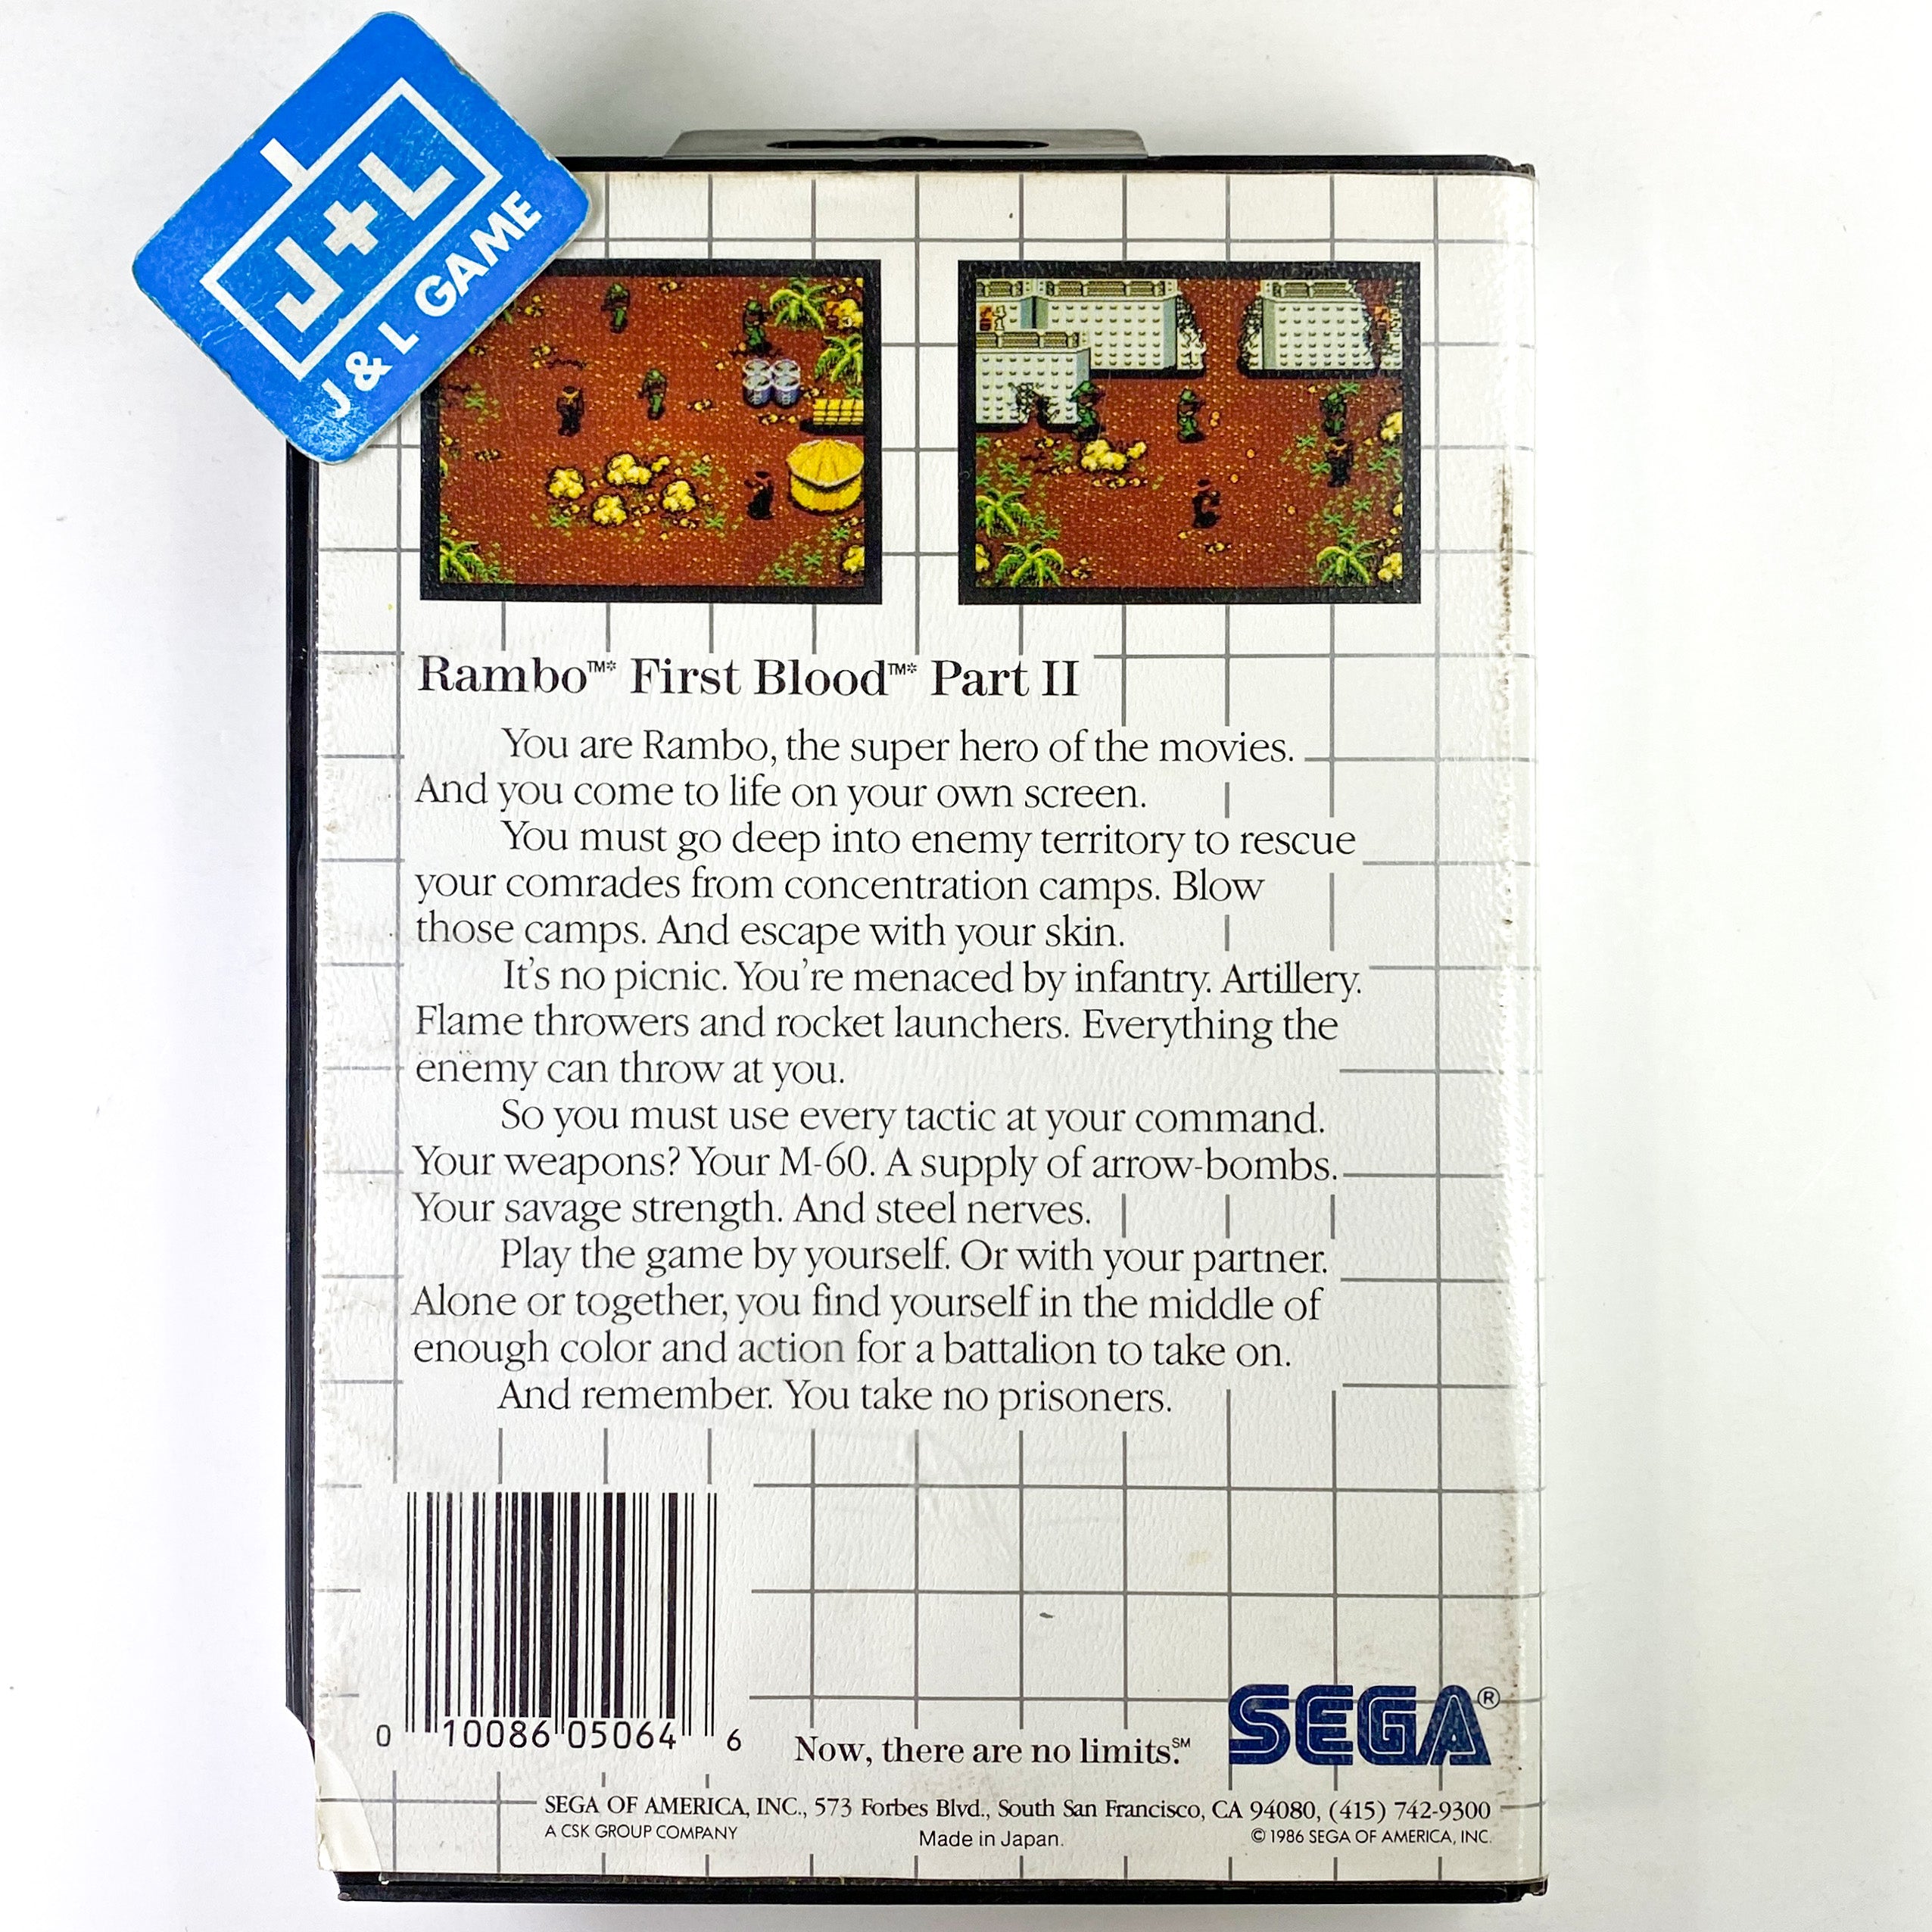 J+L
J & L GAME
Rambo™* First Blood™* Part II
You are Rambo, the super hero of the movies.
And you come to life on your own screen.
You must go deep into enemy territory to rescue
your comrades from concentration camps. Blow
those camps. And escape with your skin.
It's no picnic. You're menaced by infantry. Artillery.
Flame throwers and rocket launchers. Everything the
enemy can throw at you.
So you must use every tactic at your command.
Your weapons? Your M-60. A supply of arrow-bombs.
Your savage strength. And steel nerves.
Play the game by yourself. Or with your partner.
Alone or together, you find yourself in the middle of
enough color and action for a battalion to take on.
And remember. You take no prisoners.
0 10086 05064 6
Now, there are no limits.℠
SEGA®
SEGA OF AMERICA, INC., 573 Forbes Blvd., South San Francisco, CA 94080, (415) 742-9300
A CSK GROUP COMPANY
Made in Japan.
© 1986 SEGA OF AMERICA, INC.